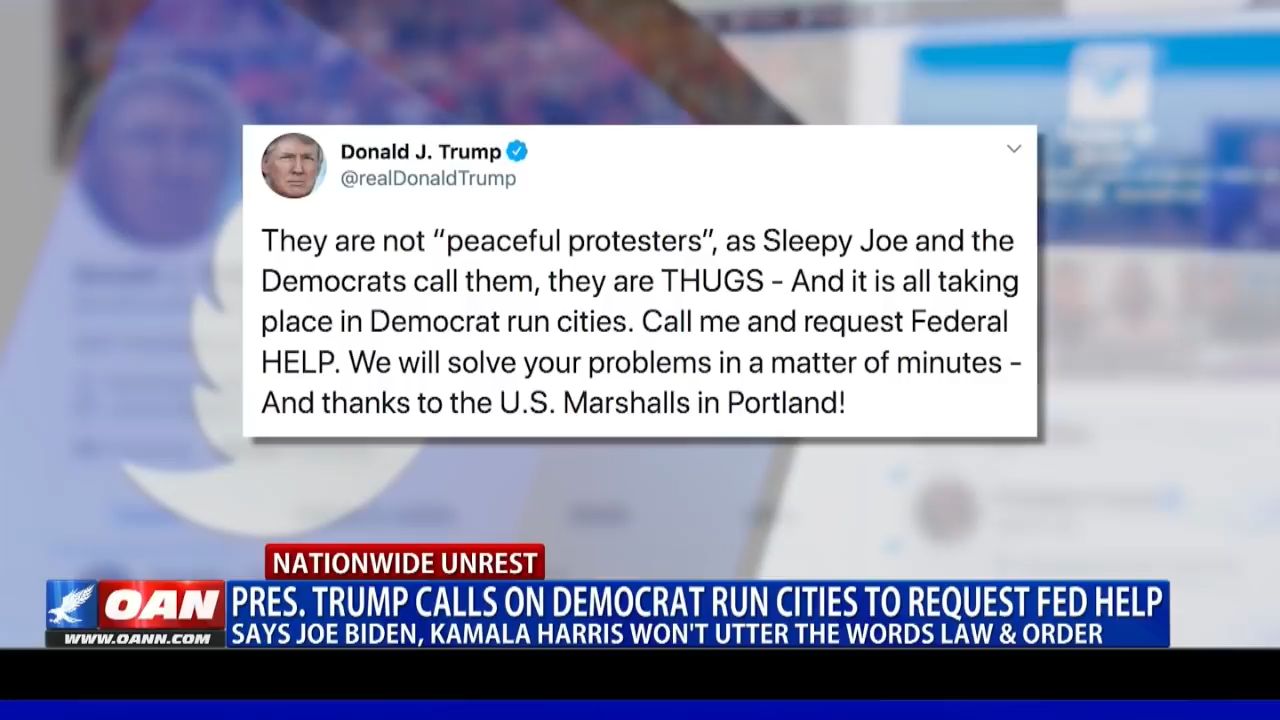 Donald J. Trump
@realDonaldTrump
They are not “peaceful protesters”, as Sleepy Joe and the
Democrats call them, they are THUGS - And it is all taking
place in Democrat run cities. Call me and request Federal
HELP. We will solve your problems in a matter of minutes -
And thanks to the U.S. Marshalls in Portland!
NATIONWIDE UNREST
OAN
WWW.OANN.COM
PRES. TRUMP CALLS ON DEMOCRAT RUN CITIES TO REQUEST FED HELP
SAYS JOE BIDEN, KAMALA HARRIS WON'T UTTER THE WORDS LAW & ORDER